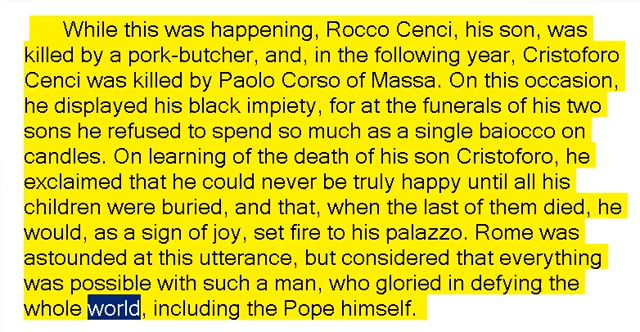 While this was happening, Rocco Cenci, his son, was
killed by a pork-butcher, and, in the following year, Cristoforo
Cenci was killed by Paolo Corso of Massa. On this occasion,
he displayed his black impiety, for at the funerals of his two
sons he refused to spend so much as a single baiocco on
candles. On learning of the death of his son Cristoforo, he
exclaimed that he could never be truly happy until all his
children were buried, and that, when the last of them died, he
would, as a sign of joy, set fire to his palazzo. Rome was
astounded at this utterance, but considered that everything
was possible with such a man, who gloried in defying the
whole world, including the Pope himself.